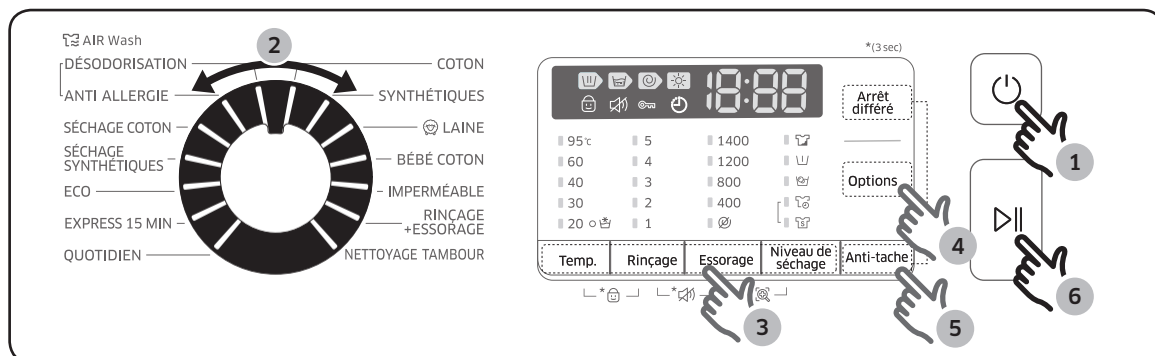 AIR Wash
DÉSODORISATION
ANTI ALLERGIE
SÉCHAGE COTON
SÉCHAGE
SYNTHÉTIQUES
ECO
EXPRESS 15 MIN
QUOTIDIEN
2
COTON
SYNTHÉTIQUES
LAINE
BÉBÉ COTON
IMPERMÉABLE
RINÇAGE
+ESSORAGE
NETTOYAGE TAMBOUR
*(3 sec)
18:88
95℃ 5 1400
60 4 1200
40 3 800
30 2 400
20 1
Arrêt
différé
Options
Temp. Rinçage Essorage Niveau de
séchage Anti-tache
* *
1
3
4
5
6